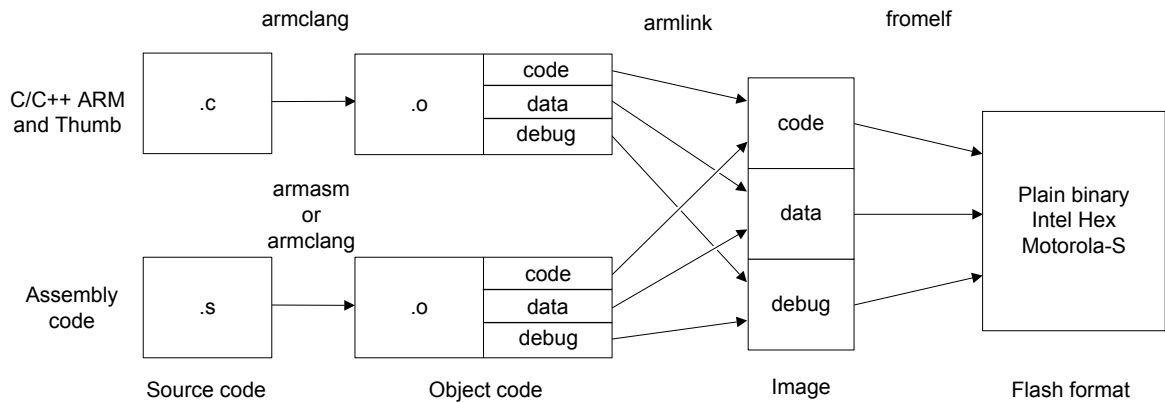 armclang
armlink
fromelf
C/C++ ARM
and Thumb
.c
.o
code
data
debug
armasm
or
armclang
Assembly
code
.s
.o
code
data
debug
code
data
debug
Plain binary
Intel Hex
Motorola-S
Source code
Object code
Image
Flash format